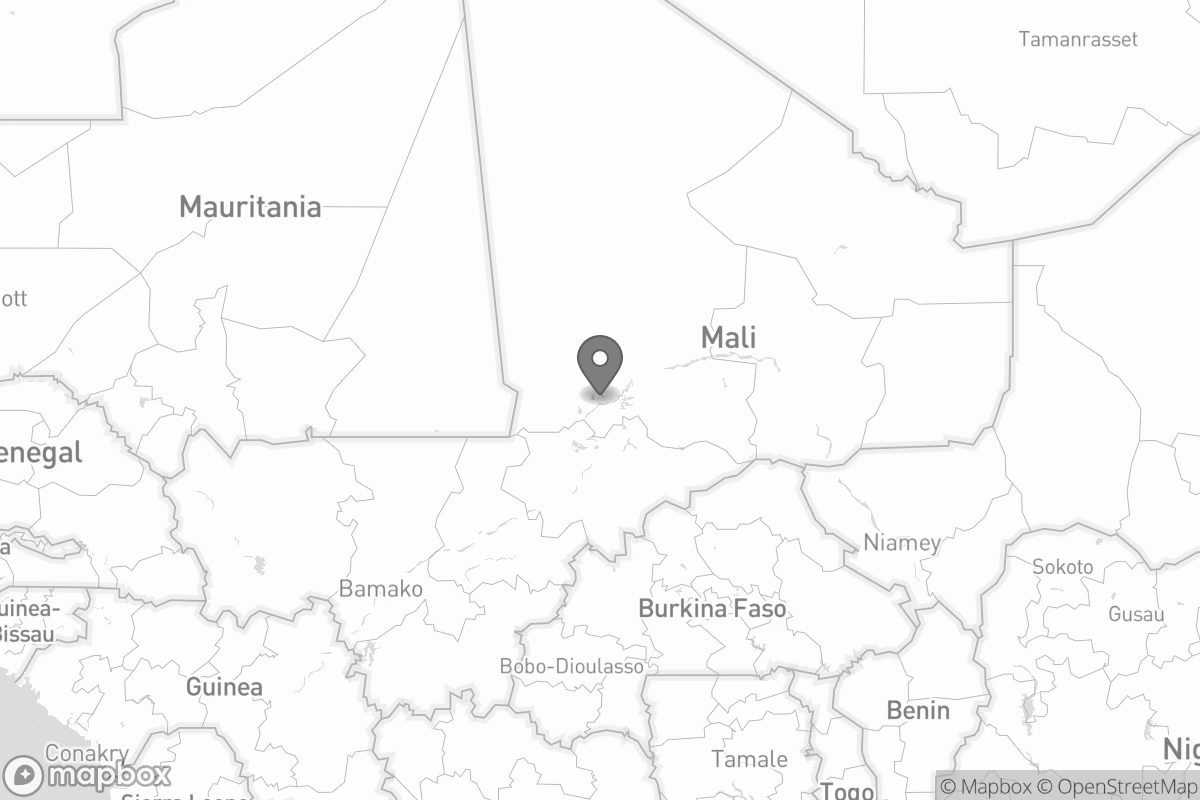 Tamanrasset
Mauritania
ott
Mali
enegal
Niamey
a
Sokoto
Bamako
uinea-
Bissau
Burkina Faso
Gusau
Bobo-Dioulasso
Guinea
Benin
Conakry
Tamale
Nig
mapbox
Sierra Leone
Togo
© Mapbox © OpenStreetMap